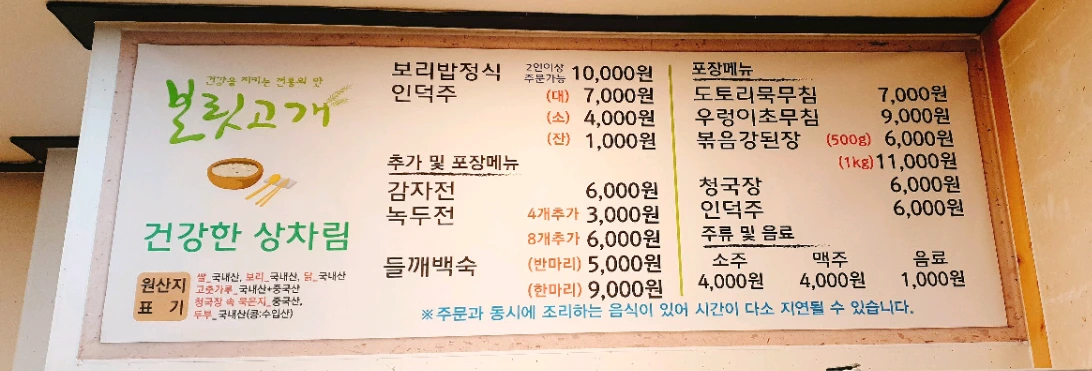 건강을 지키는 전통의 맛
보릿고개
건강한 상차림
원산지
표 기
쌀_국내산, 보리_국내산, 닭_국내산
고춧가루_국내산+중국산
청국장 속 묵은지_중국산,
두부_국내산(콩:수입산)
보리밥정식 2인이상 주문가능 10,000원
인덕주 (대) 7,000원
(소) 4,000원
(잔) 1,000원
추가 및 포장메뉴
감자전 6,000원
녹두전 4개추가 3,000원
8개추가 6,000원
들깨백숙 (반마리) 5,000원
(한마리) 9,000원
포장메뉴
도토리묵무침 7,000원
우렁이초무침 9,000원
볶음강된장 (500g) 6,000원
(1kg) 11,000원
청국장 6,000원
인덕주 6,000원
주류 및 음료
소주 맥주 음료
4,000원 4,000원 1,000원
※ 주문과 동시에 조리하는 음식이 있어 시간이 다소 지연될 수 있습니다.